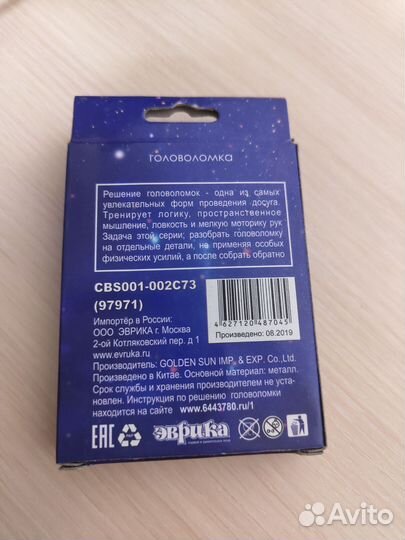 ГОЛОВОЛОМКА
Решение головоломок - одна из самых
увлекательных форм проведения досуга.
Тренирует логику, пространственное
мышление, ловкость и мелкую моторику рук
Задача этой серии: разобрать головоломку
на отдельные детали, не применяя особых
физических усилий, а после собрать обратно
CBS001-002C73
(97971)
Импортёр в России:
ООО ЭВРИКА г. Москва
2-ой Котляковский пер. д 1
www.evruka.ru
4627120487045
Произведено: 08.2019
Производитель: GOLDEN SUN IMP. & EXP. Co.,Ltd.
Произведено в Китае. Основной материал: металл.
Срок службы и хранения производителем не уста-
новлен. Инструкция по решению головоломки
находится на сайте www.6443780.ru/1
EAC
эврика
Avito